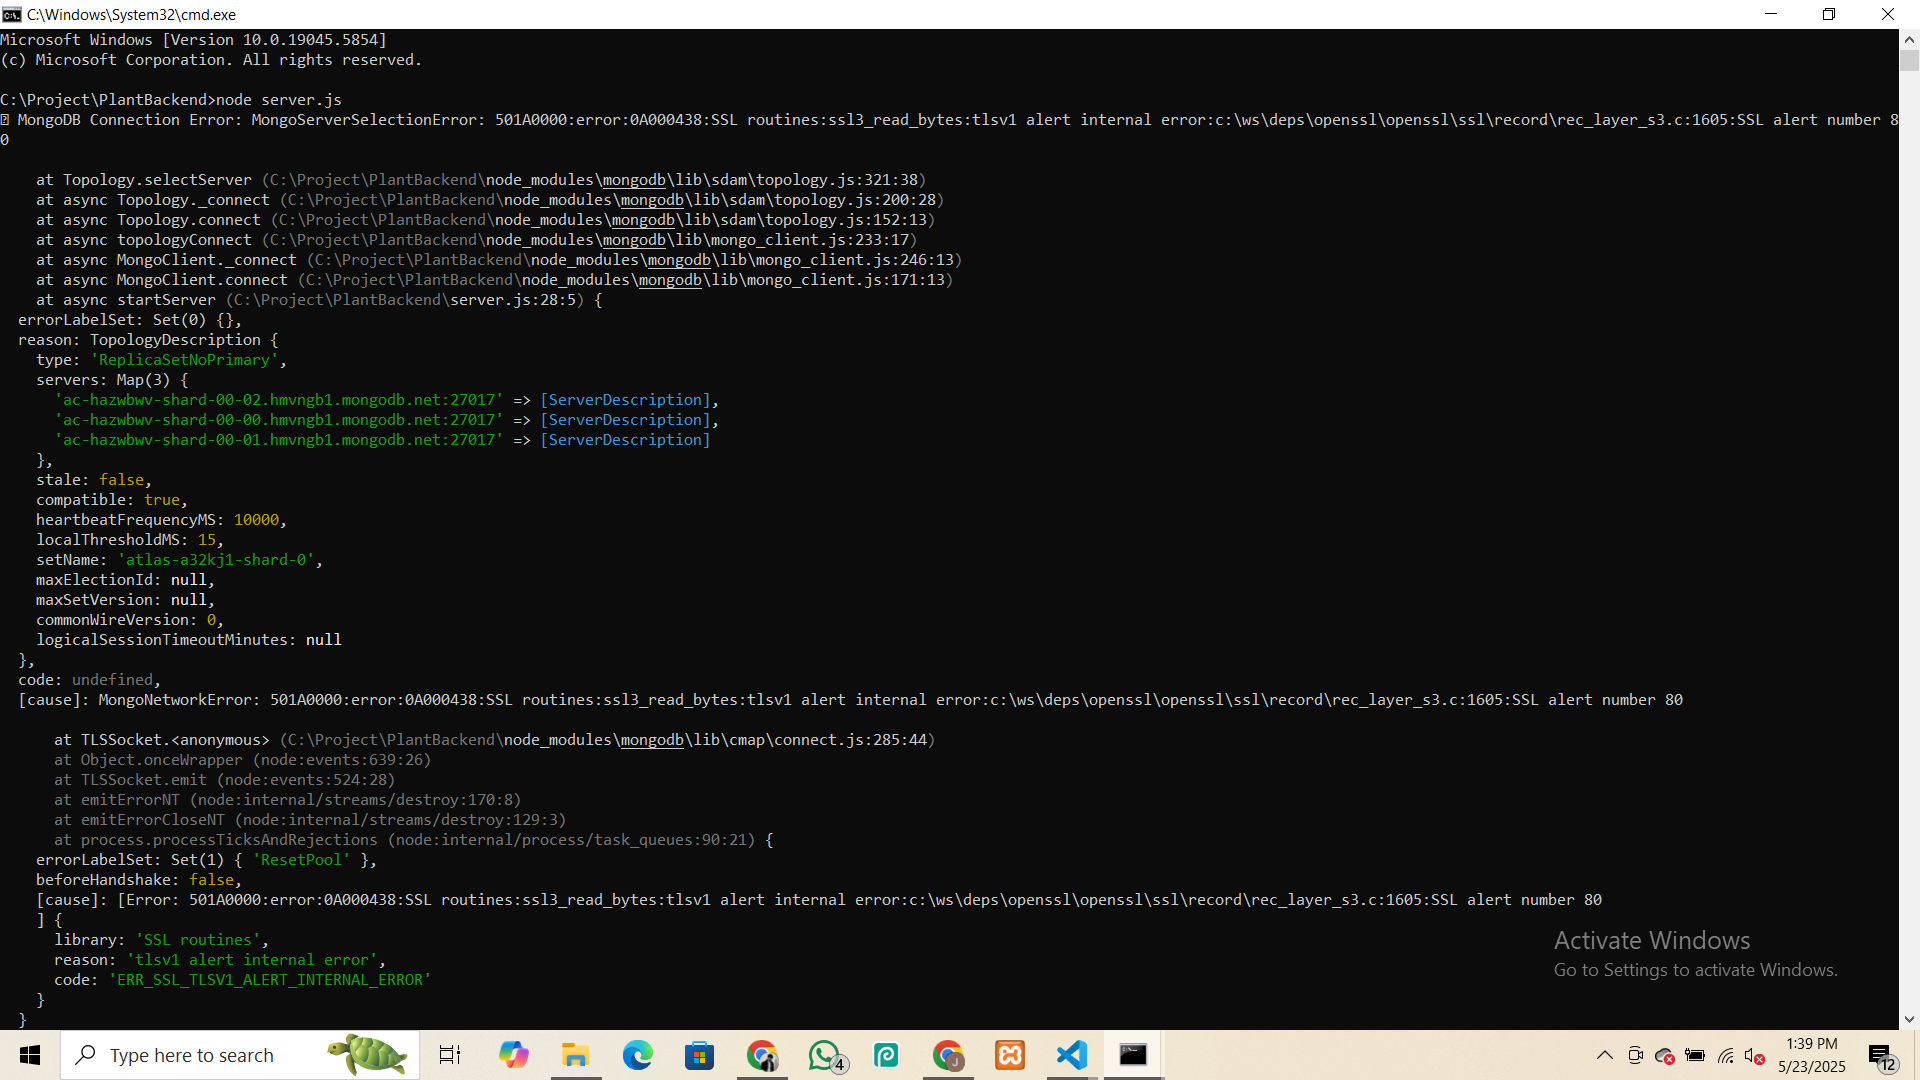 C:\Windows\System32\cmd.exe
Microsoft Windows [Version 10.0.19045.5854]
(c) Microsoft Corporation. All rights reserved.
C:\Project\PlantBackend>node server.js
MongoDB Connection Error: MongoServerSelectionError: 501A0000:error:0A000438:SSL routines:ssl3_read_bytes:tlsv1 alert internal error:c:\ws\deps\openssl\openssl\ssl\record\rec_layer_s3.c:1605:SSL alert number 8
0
at Topology.selectServer (C:\Project\PlantBackend\node_modules\mongodb\lib\sdam\topology.js:321:38)
at async Topology._connect (C:\Project\PlantBackend\node_modules\mongodb\lib\sdam\topology.js:200:28)
at async Topology.connect (C:\Project\PlantBackend\node_modules\mongodb\lib\sdam\topology.js:152:13)
at async topologyConnect (C:\Project\PlantBackend\node_modules\mongodb\lib\mongo_client.js:233:17)
at async MongoClient._connect (C:\Project\PlantBackend\node_modules\mongodb\lib\mongo_client.js:246:13)
at async MongoClient.connect (C:\Project\PlantBackend\node_modules\mongodb\lib\mongo_client.js:171:13)
at async startServer (C:\Project\PlantBackend\server.js:28:5) {
errorLabelSet: Set(0) {},
reason: TopologyDescription {
type: 'ReplicaSetNoPrimary',
servers: Map(3) {
'ac-hazwbwv-shard-00-02.hmvngb1.mongodb.net:27017' => [ServerDescription],
'ac-hazwbwv-shard-00-00.hmvngb1.mongodb.net:27017' => [ServerDescription],
'ac-hazwbwv-shard-00-01.hmvngb1.mongodb.net:27017' => [ServerDescription]
},
stale: false,
compatible: true,
heartbeatFrequencyMS: 10000,
localThresholdMS: 15,
setName: 'atlas-a32kj1-shard-0',
maxElectionId: null,
maxSetVersion: null,
commonWireVersion: 0,
logicalSessionTimeoutMinutes: null
},
code: undefined,
[cause]: MongoNetworkError: 501A0000:error:0A000438:SSL routines:ssl3_read_bytes:tlsv1 alert internal error:c:\ws\deps\openssl\openssl\ssl\record\rec_layer_s3.c:1605:SSL alert number 80
at TLSSocket.<anonymous> (C:\Project\PlantBackend\node_modules\mongodb\lib\cmap\connect.js:285:44)
at Object.onceWrapper (node:events:639:26)
at TLSSocket.emit (node:events:524:28)
at emitErrorNT (node:internal/streams/destroy:170:8)
at emitErrorCloseNT (node:internal/streams/destroy:129:3)
at process.processTicksAndRejections (node:internal/process/task_queues:90:21) {
errorLabelSet: Set(1) { 'ResetPool' },
beforeHandshake: false,
[cause]: [Error: 501A0000:error:0A000438:SSL routines:ssl3_read_bytes:tlsv1 alert internal error:c:\ws\deps\openssl\openssl\ssl\record\rec_layer_s3.c:1605:SSL alert number 80
] {
library: 'SSL routines',
reason: 'tlsv1 alert internal error',
code: 'ERR_SSL_TLSV1_ALERT_INTERNAL_ERROR'
}
}
Activate Windows
Go to Settings to activate Windows.
Type here to search
4
1:39 PM
5/23/2025
12